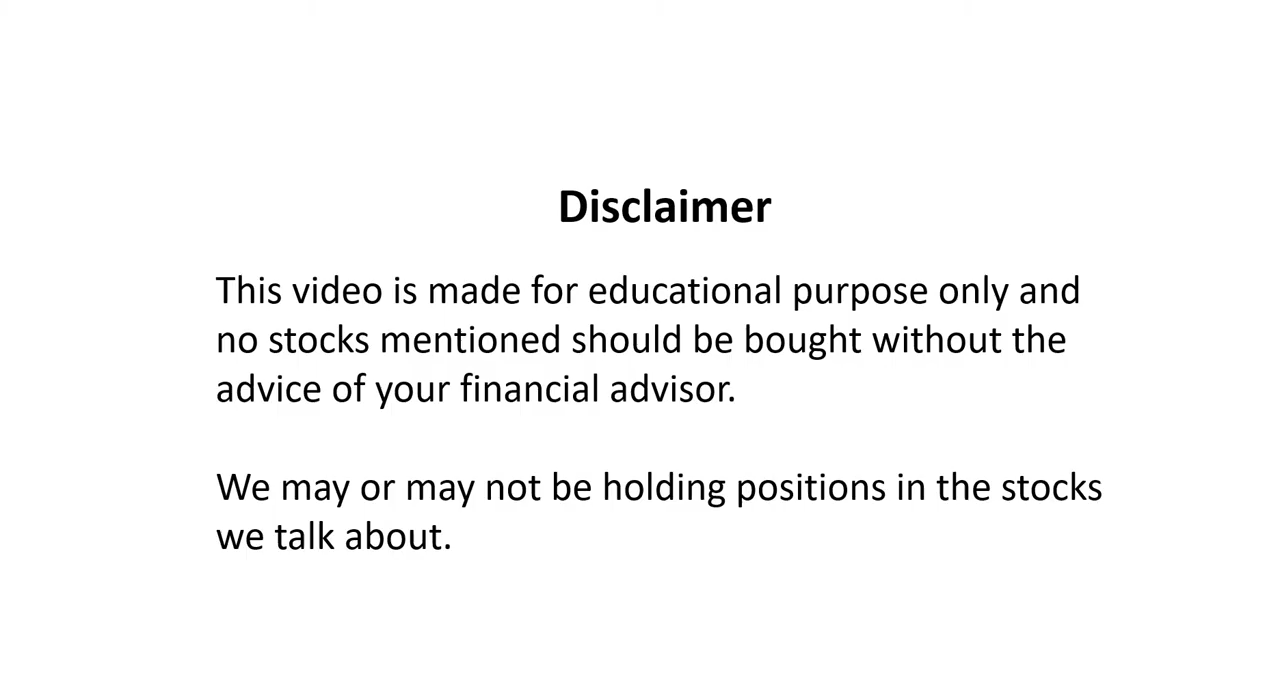 Disclaimer
This video is made for educational purpose only and
no stocks mentioned should be bought without the
advice of your financial advisor.
We may or may not be holding positions in the stocks
we talk about.